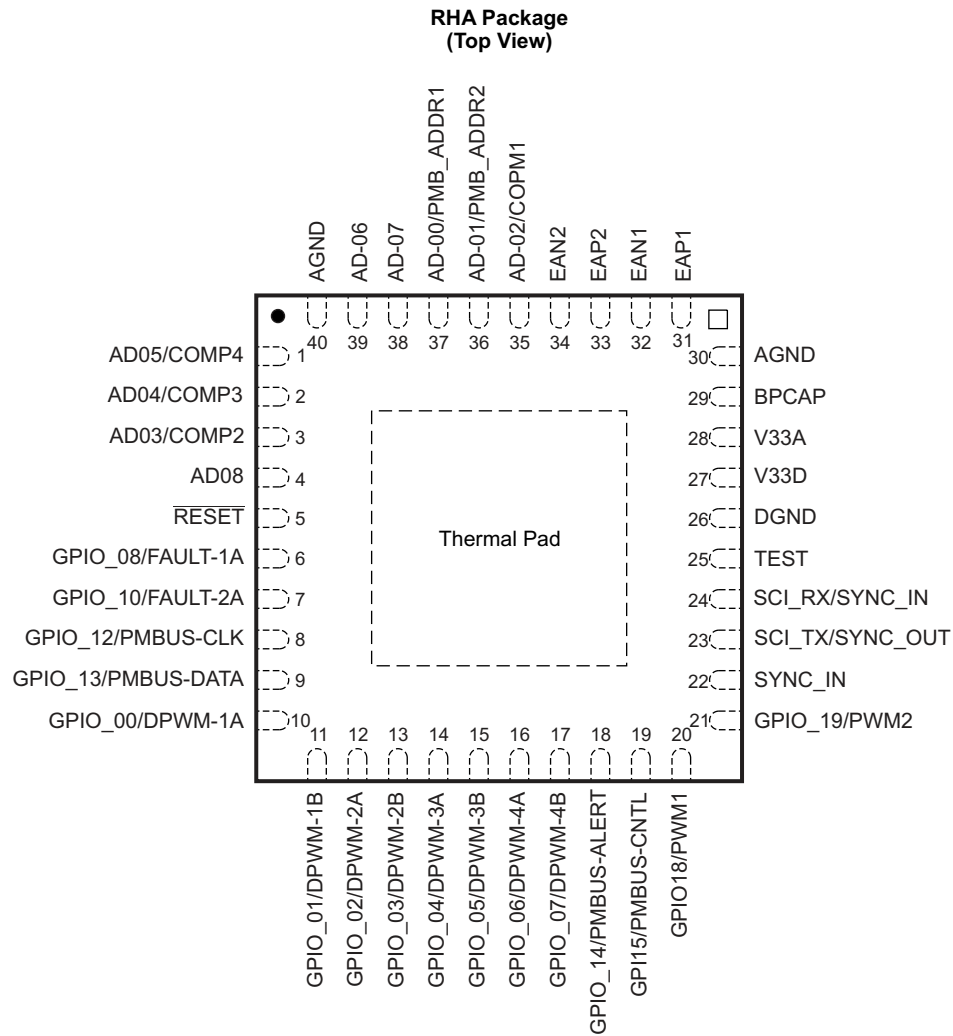 RHA Package
(Top View)
AGND
AD-06
AD-07
AD-00/PMB_ADDR1
AD-01/PMB_ADDR2
AD-02/COPM1
EAN2
EAP2
EAN1
EAP1
40
39
38
37
36
35
34
33
32
31
AD05/COMP4 1
AD04/COMP3 2
AD03/COMP2 3
AD08 4
RESET 5
GPIO_08/FAULT-1A 6
GPIO_10/FAULT-2A 7
GPIO_12/PMBUS-CLK 8
GPIO_13/PMBUS-DATA 9
GPIO_00/DPWM-1A 10
Thermal Pad
30 AGND
29 BPCAP
28 V33A
27 V33D
26 DGND
25 TEST
24 SCI_RX/SYNC_IN
23 SCI_TX/SYNC_OUT
22 SYNC_IN
21 GPIO_19/PWM2
11
12
13
14
15
16
17
18
19
20
GPIO_01/DPWM-1B
GPIO_02/DPWM-2A
GPIO_03/DPWM-2B
GPIO_04/DPWM-3A
GPIO_05/DPWM-3B
GPIO_06/DPWM-4A
GPIO_07/DPWM-4B
GPIO_14/PMBUS-ALERT
GPI15/PMBUS-CNTL
GPIO18/PWM1